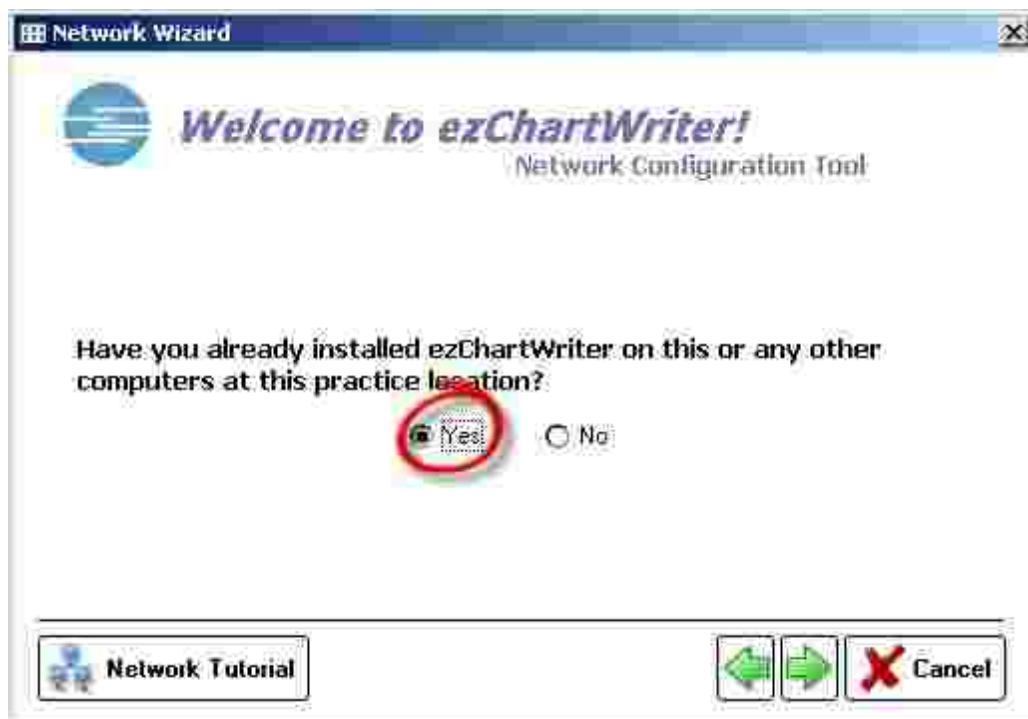 Network Wizard
Welcome to ezChartWriter!
Network Configuration Tool
Have you already installed ezChartWriter on this or any other
computers at this practice location?
Yes No
Network Tutorial Cancel